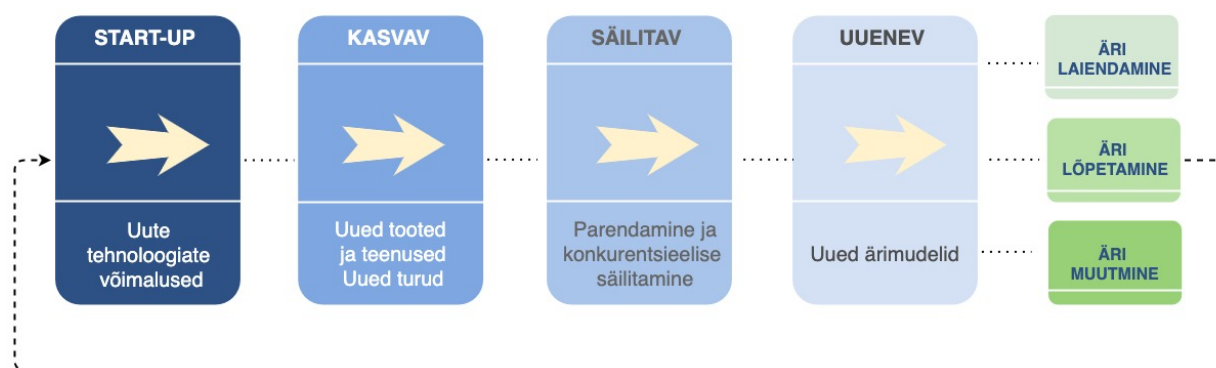 START-UP
Uute
tehnoloogiate
võimalused
KASVAV
Uued tooted
ja teenused
Uued turud
SÄILITAV
Parendamine ja
konkurentsieelise
säilitamine
UUENEV
Uued ärimudelid
ÄRI
LAIENDAMINE
ÄRI
LÕPETAMINE
ÄRI
MUUTMINE